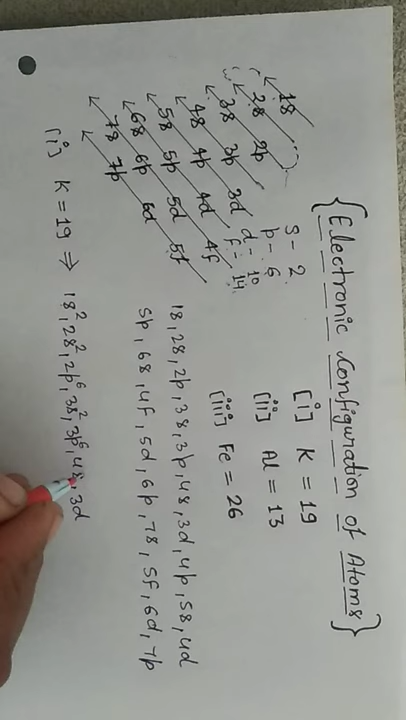 {Electronic Configuration of Atoms}
1s
2s 2p
3s 3p 3d
4s 4p 4d 4f
5s 5p 5d 5f
6s 6p 6d
7s 7p
s - 2
p - 6
d - 10
f - 14
[i] K = 19
[ii] Al = 13
[iii] Fe = 26
1s, 2s, 2p, 3s, 3p, 4s, 3d, 4p, 5s, 4d
5p, 6s, 4f, 5d, 6p, 7s, 5f, 6d, 7p
[i] K = 19 ⇒ 1s², 2s², 2p⁶, 3s², 3p⁶, 4s, 3d